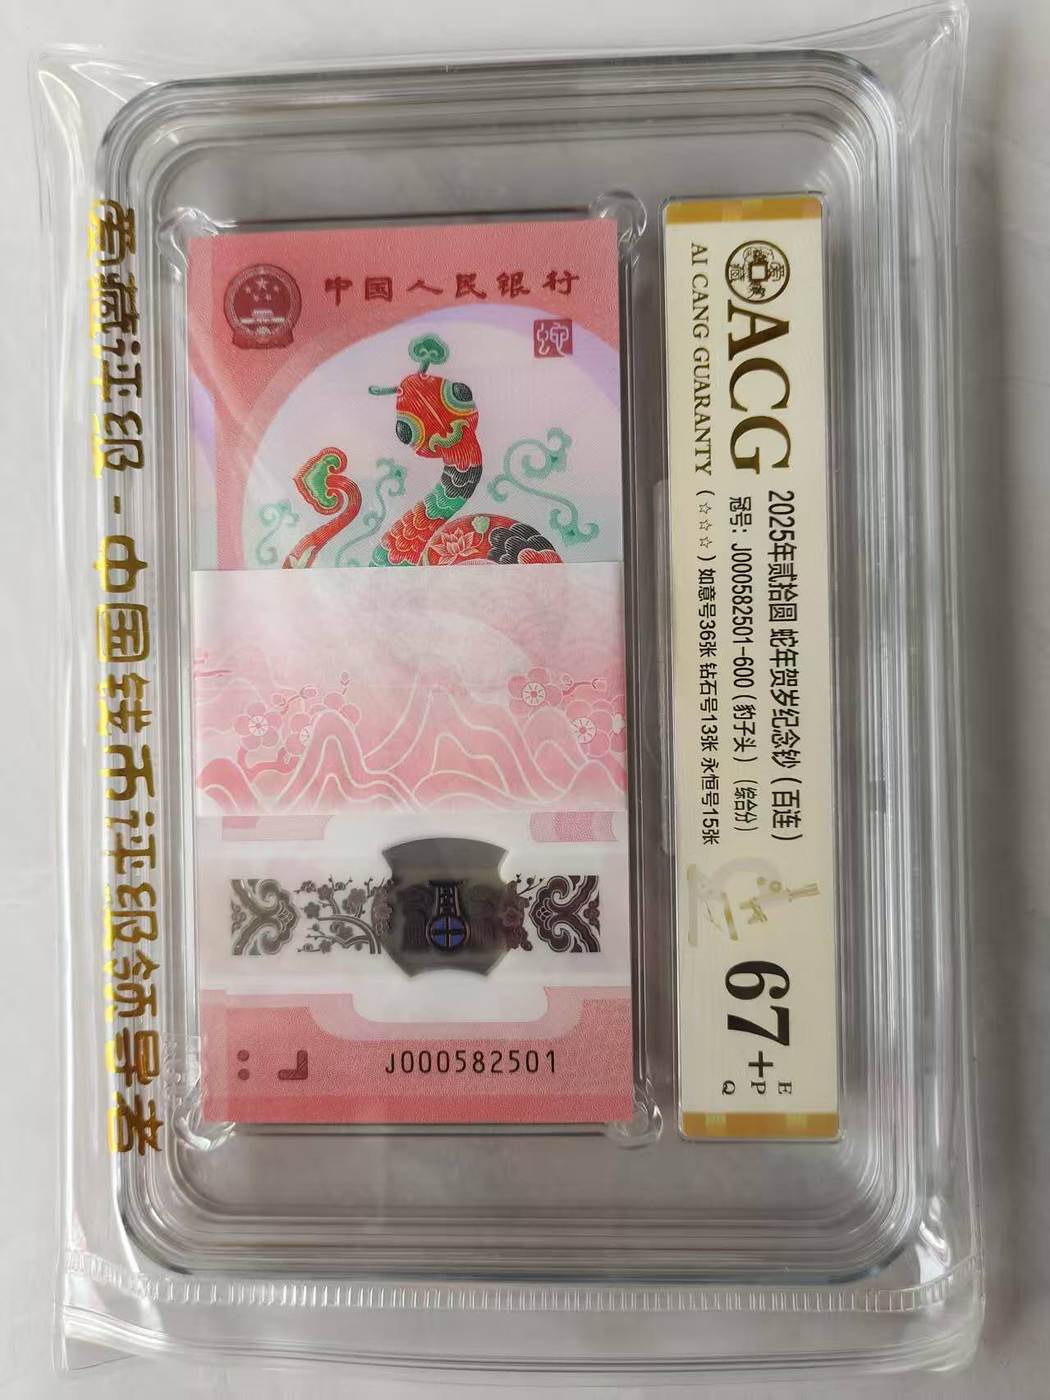 爱藏评级-中国钱币评级领导者
中国人民银行
迎
J000582501
ACG
AI CANG GUARANTY
2025年贰拾圆 蛇年贺岁纪念钞(百连)
冠号: J000582501-600(豹子头) (综合分)
(☆☆☆)如意号36张 钻石号13张 永恒号15张
67+
E
P
Q